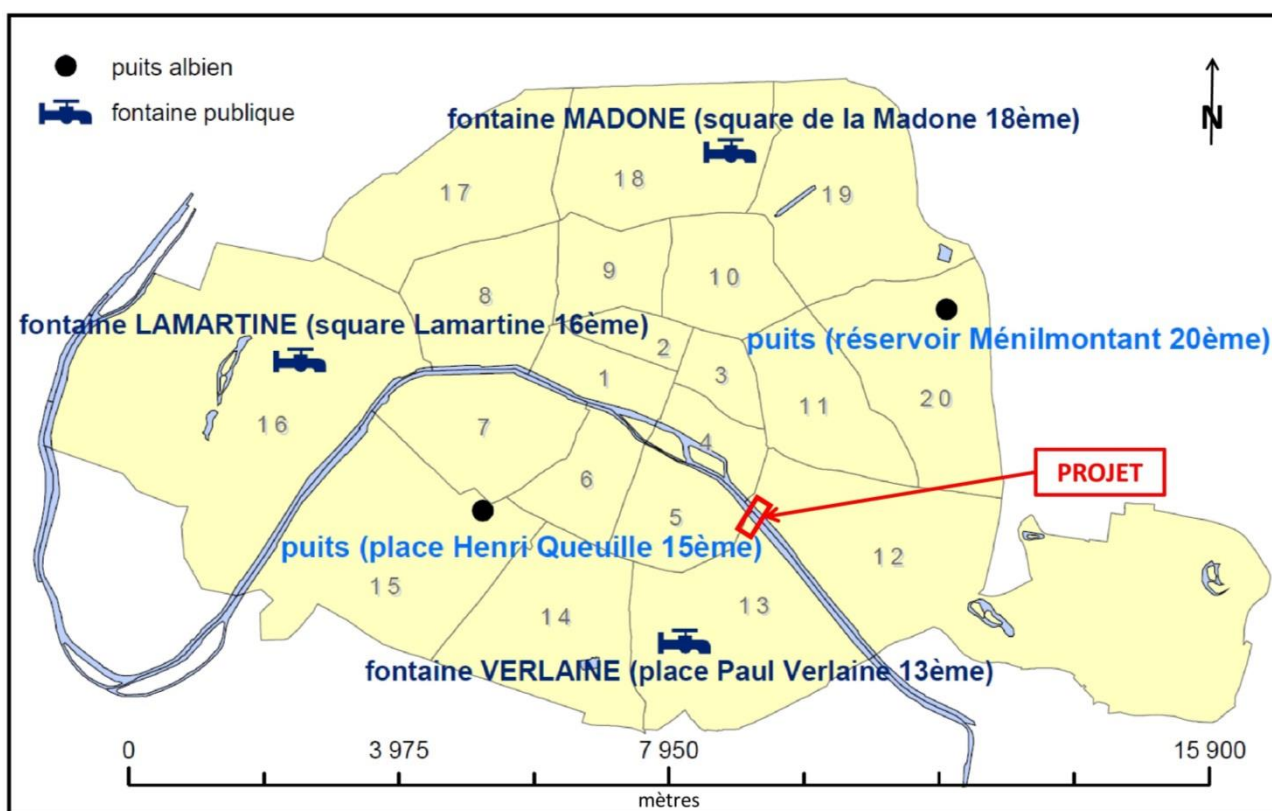 puits albien
fontaine publique
N
fontaine MADONE (square de la Madone 18ème)
17
18
19
9
10
8
fontaine LAMARTINE (square Lamartine 16ème)
puits (réservoir Ménilmontant 20ème)
2
3
1
20
11
16
7
4
PROJET
6
5
puits (place Henri Queuille 15ème)
12
15
14
13
fontaine VERLAINE (place Paul Verlaine 13ème)
0
3 975
7 950
15 900
mètres